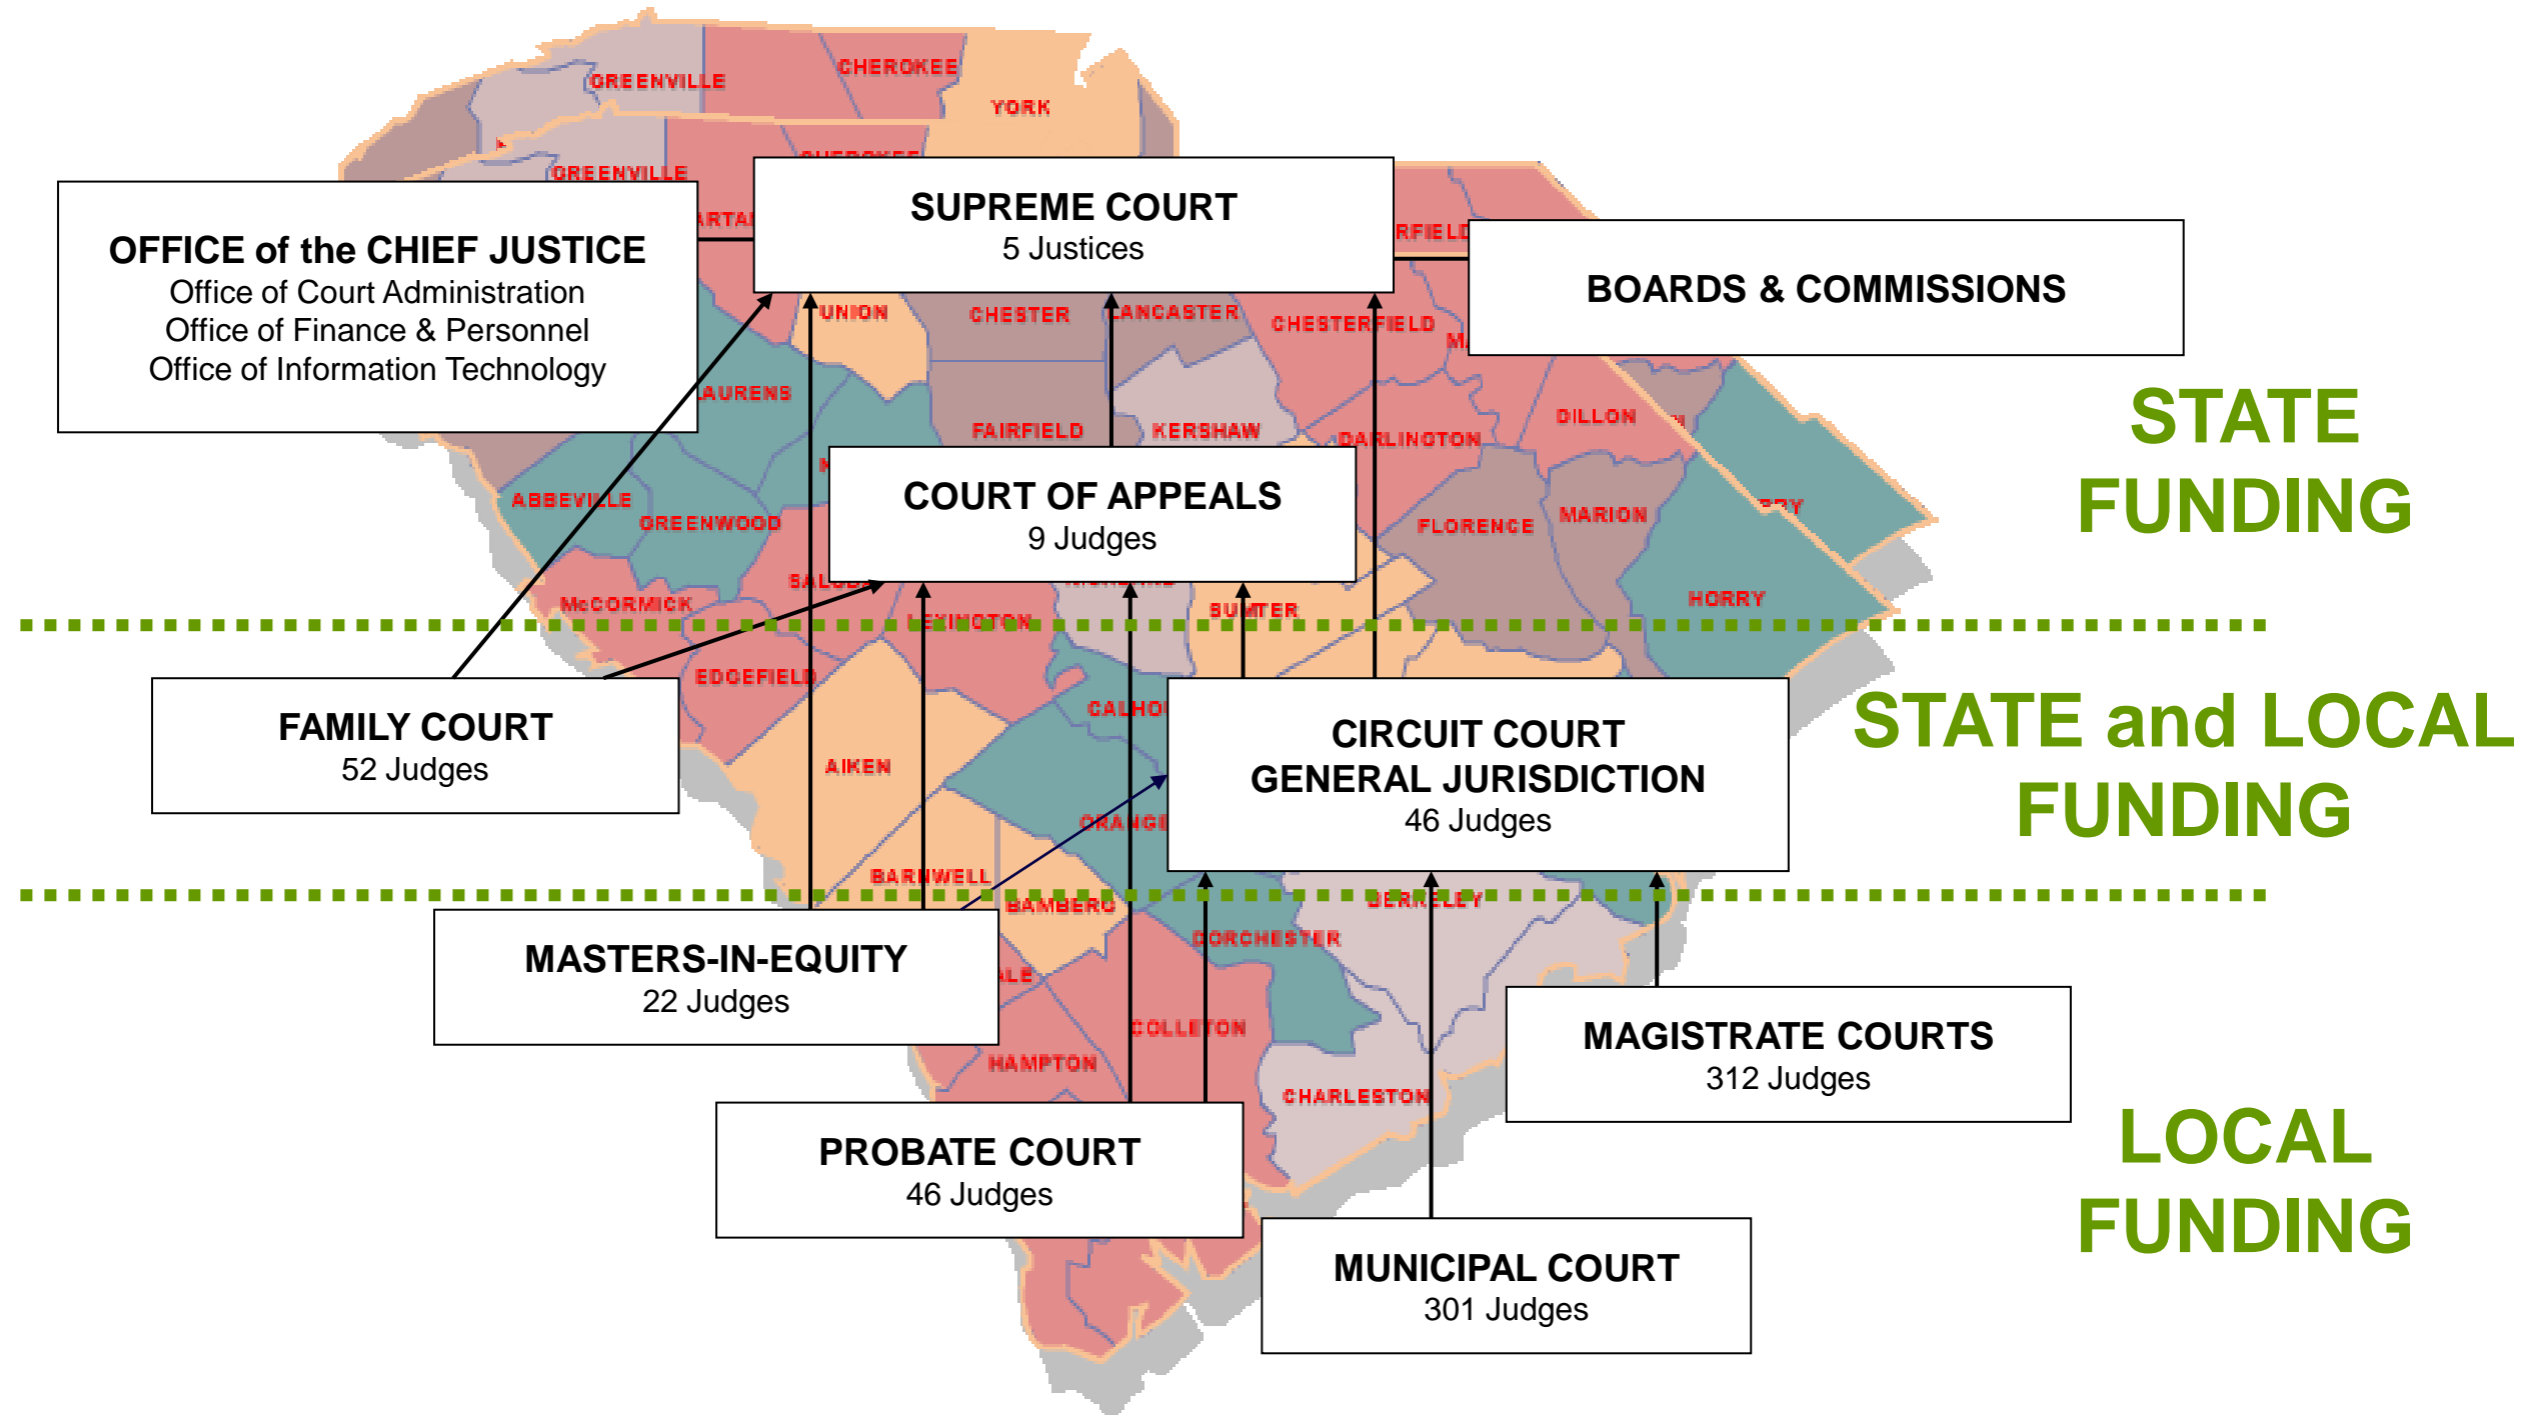 GREENVILLE
CHEROKEE
YORK
GREENVILLE
SUPREME COURT
5 Justices
OFFICE of the CHIEF JUSTICE
Office of Court Administration
Office of Finance & Personnel
Office of Information Technology
BOARDS & COMMISSIONS
UNION
CHESTER
LANCASTER
CHESTERFIELD
LAURENS
FAIRFIELD
KERSHAW
DARLINGTON
DILLON
STATE
FUNDING
ABBEVILLE
GREENWOOD
COURT OF APPEALS
9 Judges
FLORENCE
MARION
McCORMICK
SUMTER
HORRY
LEXINGTON
EDGEFIELD
FAMILY COURT
52 Judges
AIKEN
CALHO
ORANGE
CIRCUIT COURT
GENERAL JURISDICTION
46 Judges
STATE and LOCAL
FUNDING
BARNWELL
BAMBERG
BERKELEY
DORCHESTER
MASTERS-IN-EQUITY
22 Judges
COLLETON
HAMPTON
CHARLESTON
MAGISTRATE COURTS
312 Judges
PROBATE COURT
46 Judges
LOCAL
FUNDING
MUNICIPAL COURT
301 Judges